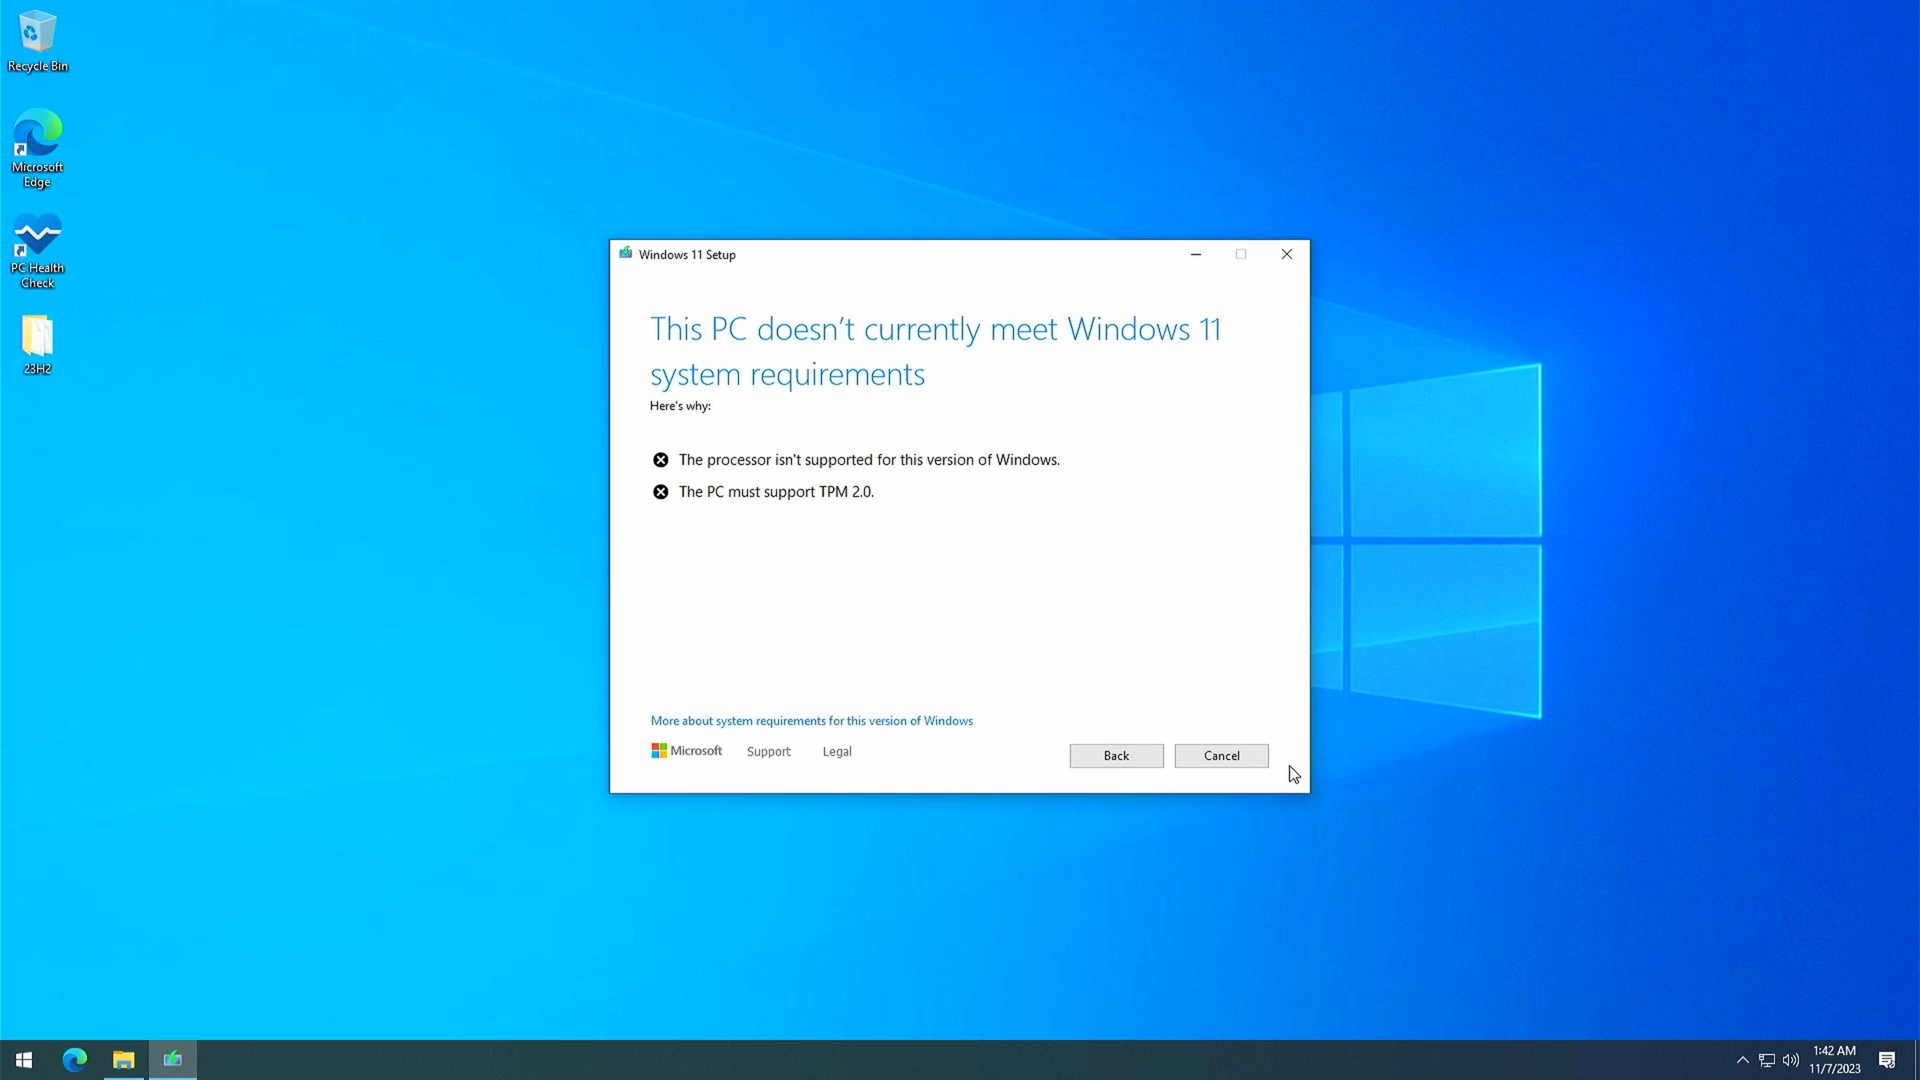 Recycle Bin
Microsoft
Edge
PC Health
Check
23H2
Windows 11 Setup
This PC doesn't currently meet Windows 11
system requirements
Here's why:
The processor isn't supported for this version of Windows.
The PC must support TPM 2.0.
More about system requirements for this version of Windows
Microsoft Support Legal
Back Cancel
1:42 AM
11/7/2023